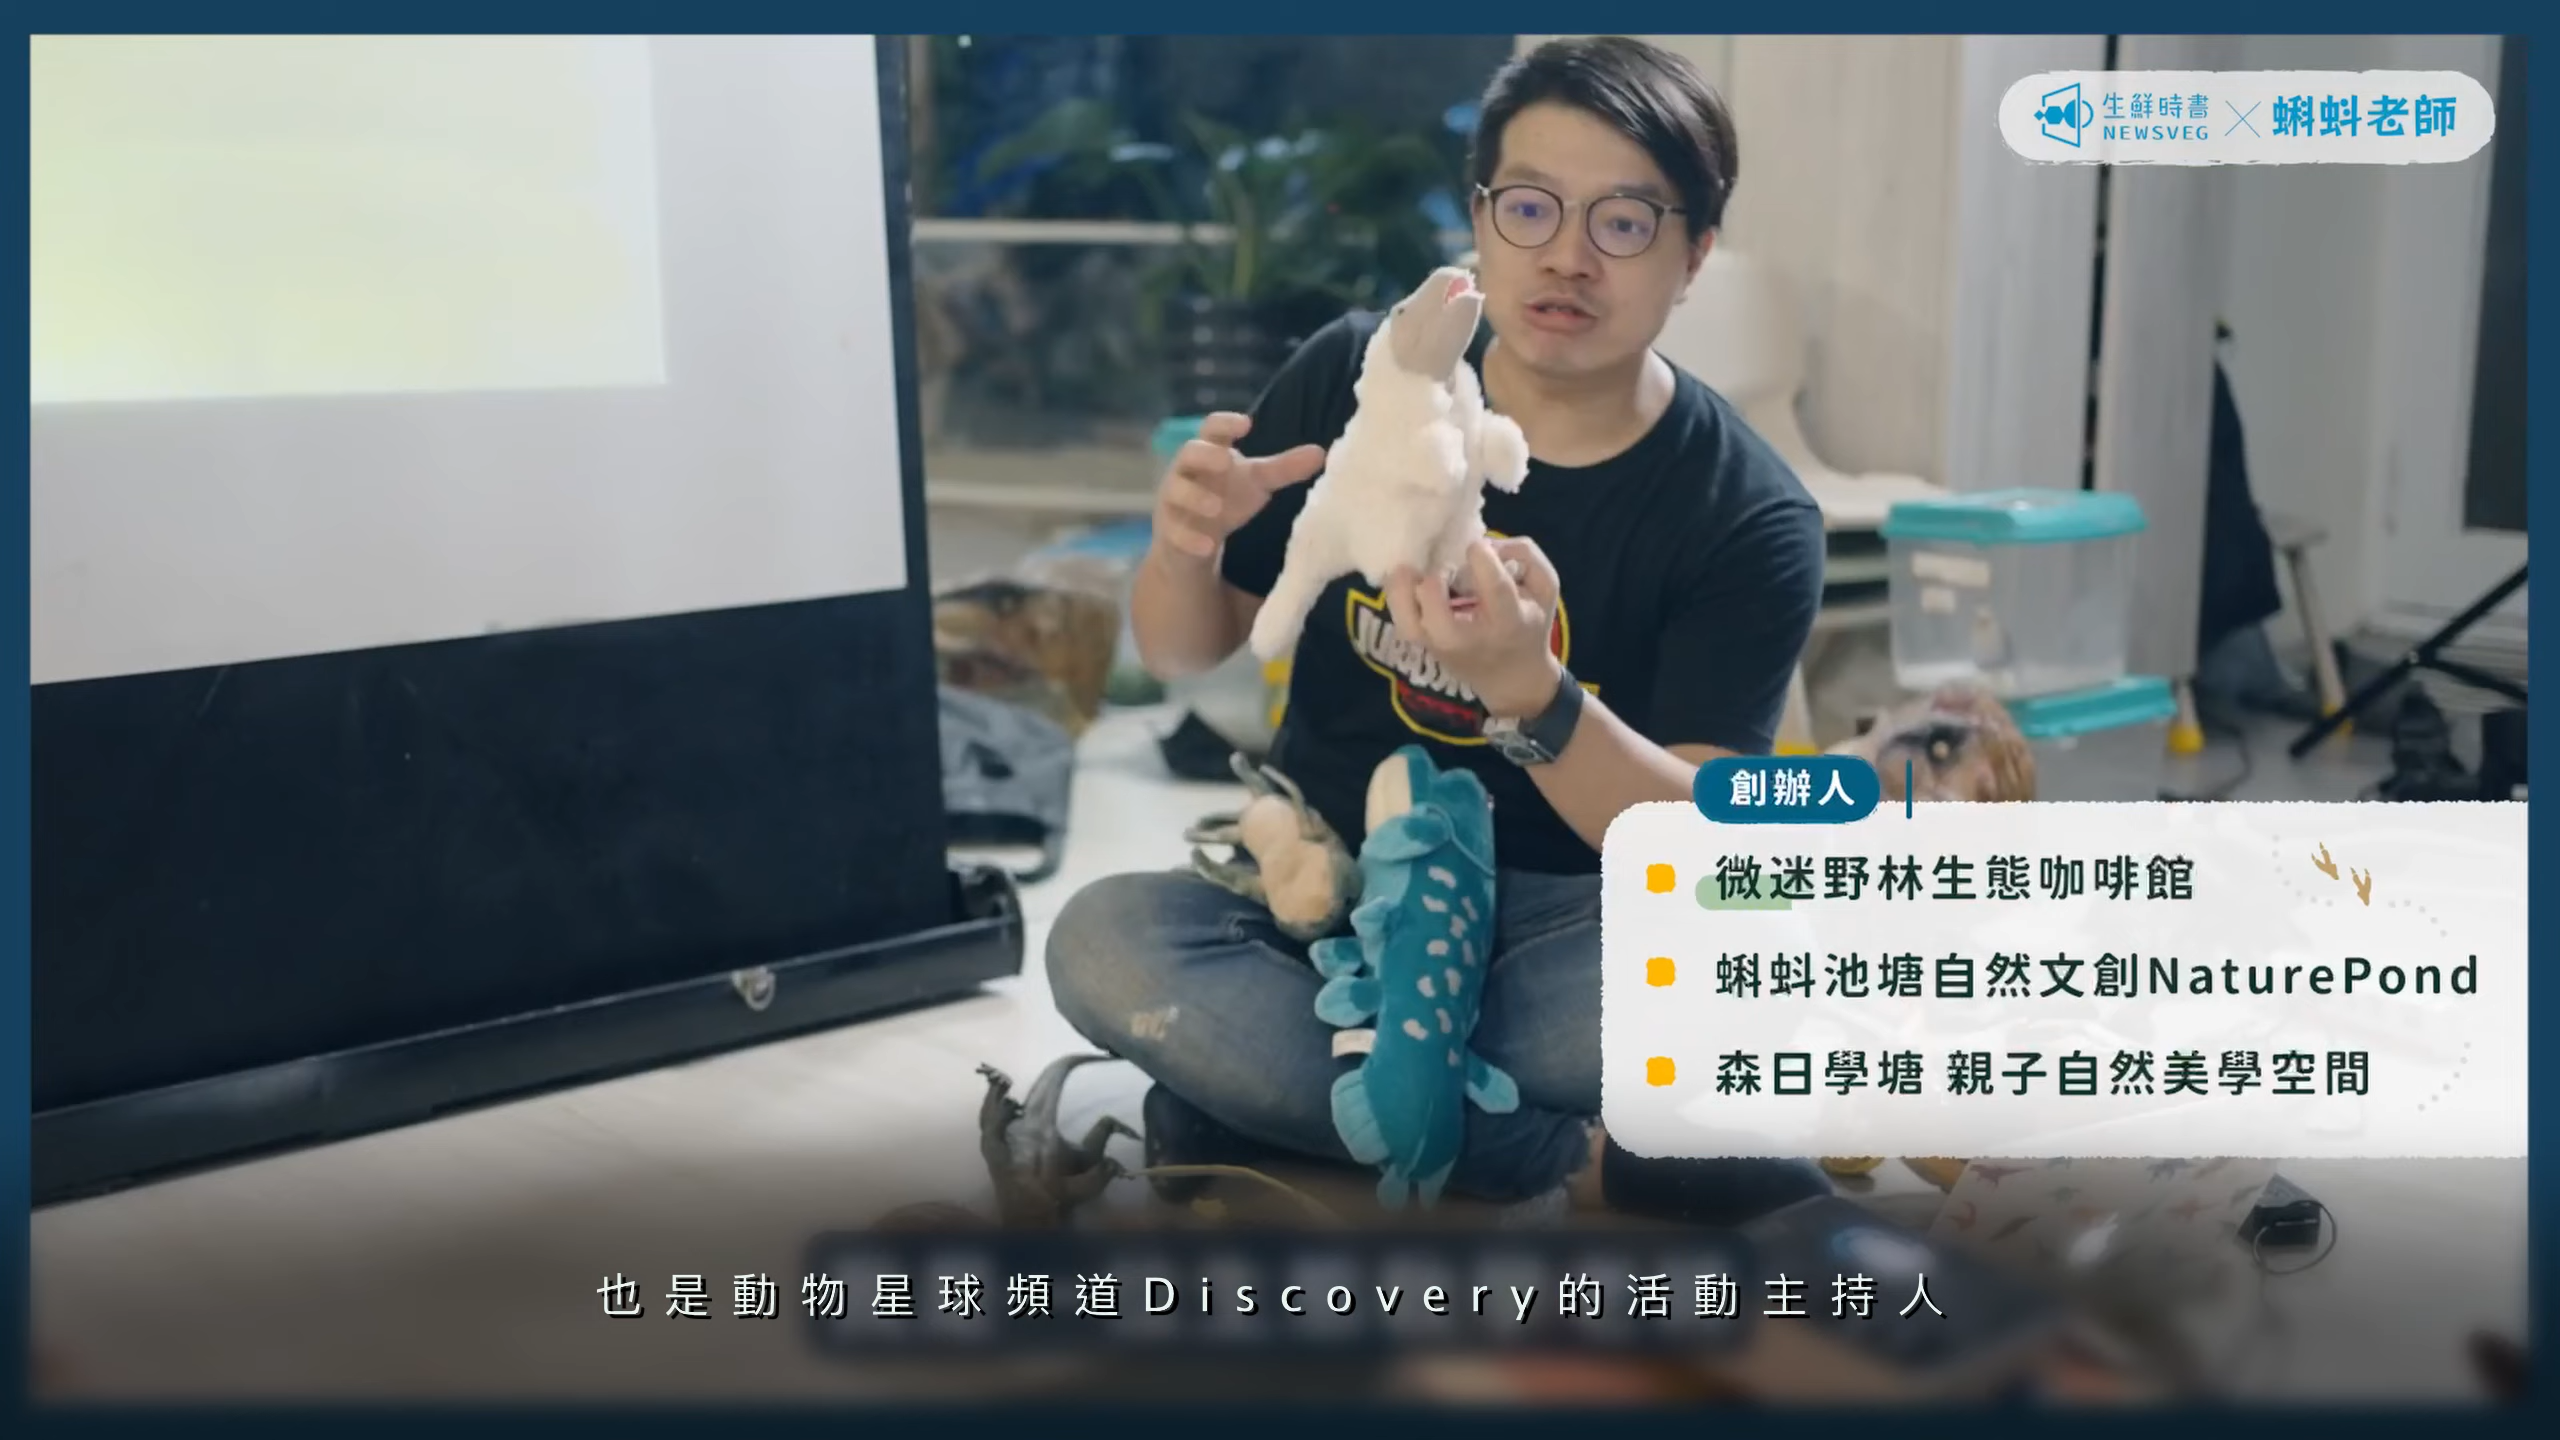 生鮮時書
NEWSVEG
蝌蚪老師
JURASSIC
創辦人
微迷野林生態咖啡館
蝌蚪池塘自然文創NaturePond
森日學塘 親子自然美學空間
也是動物星球頻道Discovery的活動主持人